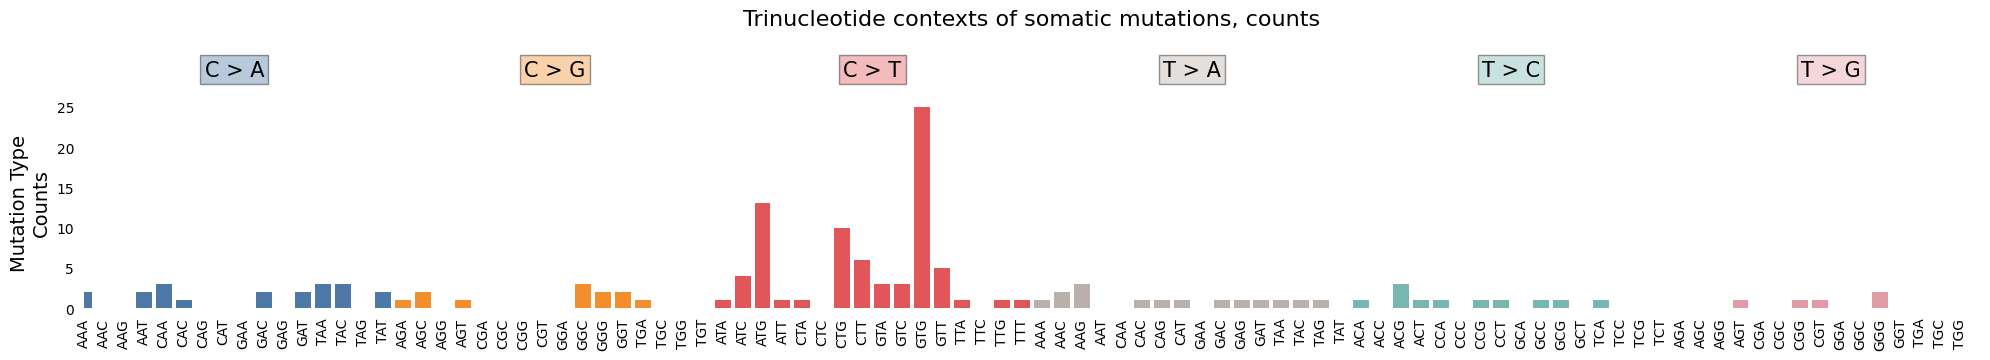 Trinucleotide contexts of somatic mutations, counts
C > A
C > G
C > T
T > A
T > C
T > G
Mutation Type
Counts
25
20
15
10
5
0
AAA AAC AAG AAT CAA CAC CAG CAT GAA GAC GAG GAT TAA TAC TAG TAT AGA AGC AGG AGT CGA CGC CGG CGT GGA GGC GGG GGT TGA TGC TGG TGT ATA ATC ATG ATT CTA CTC CTG CTT GTA GTC GTG GTT TTA TTC TTG TTT AAA AAC AAG AAT CAA CAC CAG CAT GAA GAC GAG GAT TAA TAC TAG TAT ACA ACC ACG ACT CCA CCC CCG CCT GCA GCC GCG GCT TCA TCC TCG TCT AGA AGC AGG AGT CGA CGC CGG CGT GGA GGC GGG GGT TGA TGC TGG